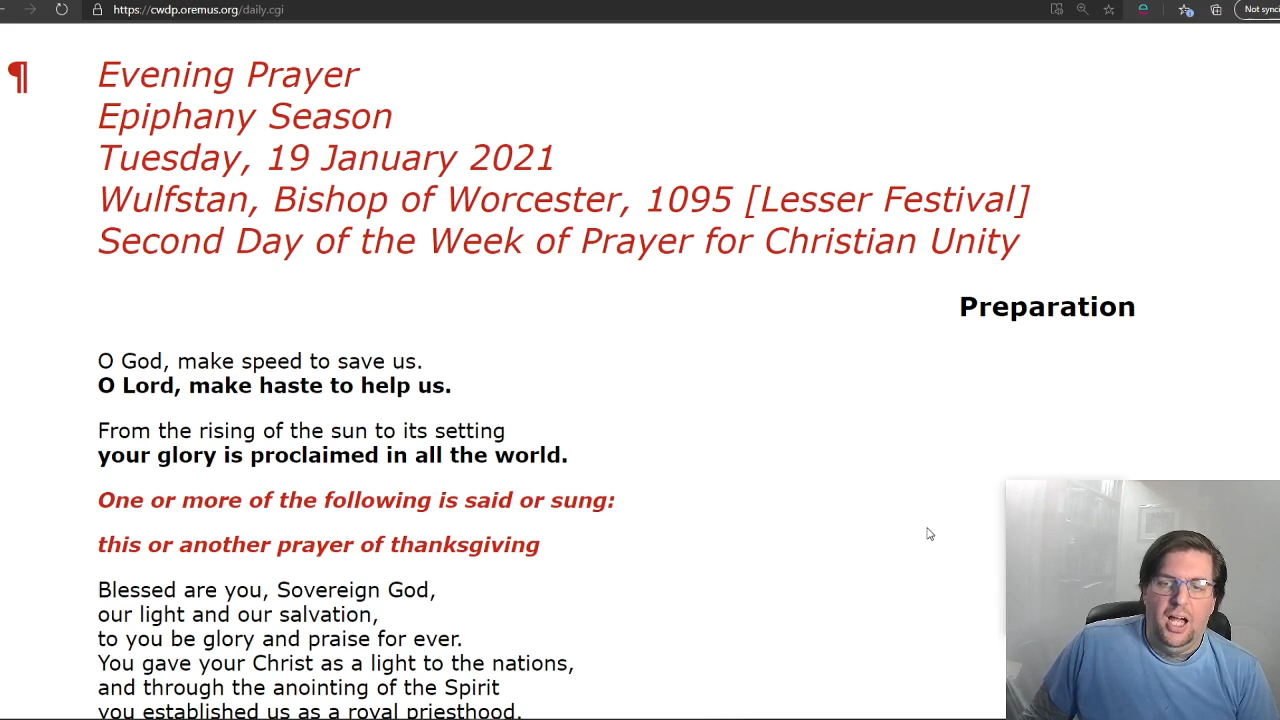 https://cwdp.oremus.org/daily.cgi
Not synci
¶
Evening Prayer
Epiphany Season
Tuesday, 19 January 2021
Wulfstan, Bishop of Worcester, 1095 [Lesser Festival]
Second Day of the Week of Prayer for Christian Unity
Preparation
O God, make speed to save us.
O Lord, make haste to help us.
From the rising of the sun to its setting
your glory is proclaimed in all the world.
One or more of the following is said or sung:
this or another prayer of thanksgiving
Blessed are you, Sovereign God,
our light and our salvation,
to you be glory and praise for ever.
You gave your Christ as a light to the nations,
and through the anointing of the Spirit
you established us as a royal priesthood.